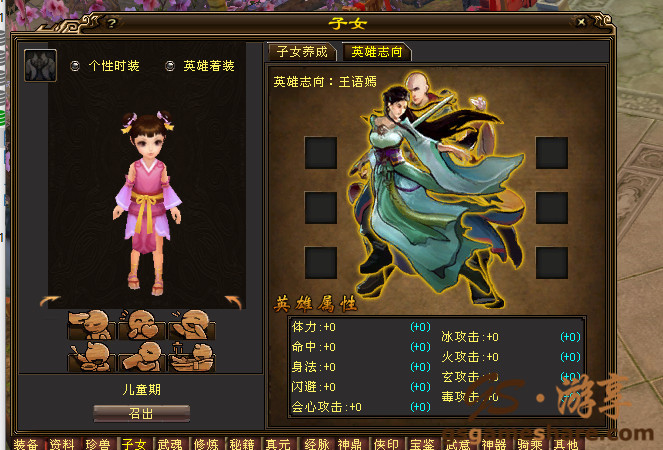 子女
个性时装 英雄着装
子女养成 英雄志向
英雄志向：王语嫣
英雄属性
体力:+0 (+0)
命中:+0 (+0)
身法:+0 (+0)
闪避:+0 (+0)
会心攻击:+0 (+0)
冰攻击:+0 (+0)
火攻击:+0 (+0)
玄攻击:+0 (+0)
毒攻击:+0 (+0)
儿童期
召出
装备 资料 珍兽 子女 武魂 修炼 秘籍 真元 经脉 神鼎 侠印 宝鉴 武意 神器 骑乘 其他
游享
esgameshare.com